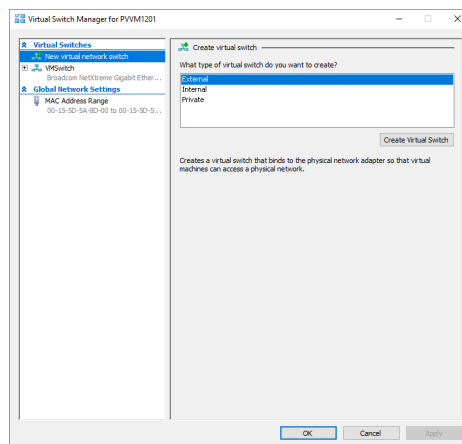 Virtual Switch Manager for PVVM1201
Virtual Switches
New virtual network switch
VMSwitch
Broadcom NetXtreme Gigabit Ether...
Global Network Settings
MAC Address Range
00-15-5D-5A-8D-00 to 00-15-5D-5...
Create virtual switch
What type of virtual switch do you want to create?
External
Internal
Private
Create Virtual Switch
Creates a virtual switch that binds to the physical network adapter so that virtual
machines can access a physical network.
OK
Cancel
Apply